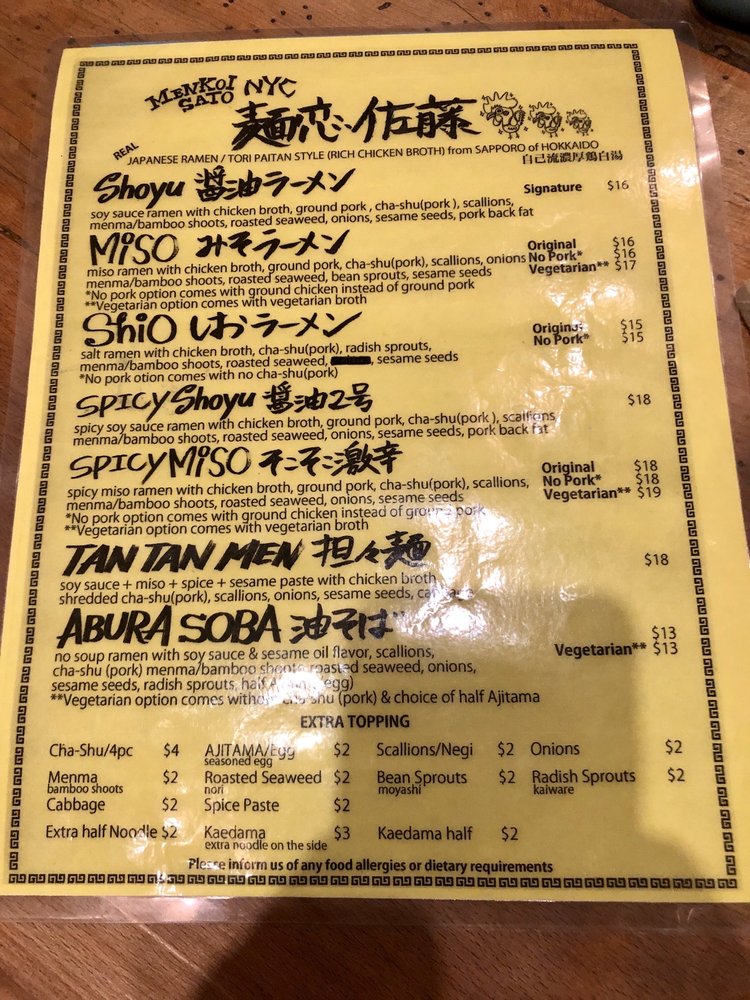 MENKOI SATO NYC
麺恋佐藤
REAL
JAPANESE RAMEN / TORI PAITAN STYLE (RICH CHICKEN BROTH) from SAPPORO of HOKKAIDO
自己流濃厚鶏白湯
Shoyu 醤油ラーメン Signature $16
soy sauce ramen with chicken broth, ground pork , cha-shu(pork ), scallions,
menma/bamboo shoots, roasted seaweed, onions, sesame seeds, pork back fat
MiSO みそラーメン Original $16
No Pork* $16
Vegetarian** $17
miso ramen with chicken broth, ground pork, cha-shu(pork), scallions, onions
menma/bamboo shoots, roasted seaweed, bean sprouts, sesame seeds
*No pork option comes with ground chicken instead of ground pork
**Vegetarian option comes with vegetarian broth
ShiO しおラーメン Original $15
No Pork* $15
salt ramen with chicken broth, cha-shu(pork), radish sprouts,
menma/bamboo shoots, roasted seaweed, , sesame seeds
*No pork otion comes with no cha-shu(pork)
SPICY Shoyu 醤油2号 $18
spicy soy sauce ramen with chicken broth, ground pork, cha-shu(pork ), scallions
menma/bamboo shoots, roasted seaweed, onions, sesame seeds, pork back fat
SPICY MiSO そこそこ激辛 Original $18
No Pork* $18
Vegetarian** $19
spicy miso ramen with chicken broth, ground pork, cha-shu(pork), scallions,
menma/bamboo shoots, roasted seaweed, onions, sesame seeds
*No pork option comes with ground chicken instead of ground pork
**Vegetarian option comes with vegetarian broth
TAN TAN MEN 担々麺 $18
soy sauce + miso + spice + sesame paste with chicken broth
shredded cha-shu(pork), scallions, onions, sesame seeds, cabbage
ABURA SOBA 油そば $13
Vegetarian** $13
no soup ramen with soy sauce & sesame oil flavor, scallions,
cha-shu (pork) menma/bamboo shoots, roasted seaweed, onions,
sesame seeds, radish sprouts, half egg)
**Vegetarian option comes without cha-shu (pork) & choice of half Ajitama
EXTRA TOPPING
Cha-Shu/4pc $4 AJITAMA/Egg $2 Scallions/Negi $2 Onions $2
seasoned egg
Menma $2 Roasted Seaweed $2 Bean Sprouts $2 Radish Sprouts $2
bamboo shoots nori moyashi kaiware
Cabbage $2 Spice Paste $2
Extra half Noodle $2 Kaedama $3 Kaedama half $2
extra noodle on the side
Please inform us of any food allergies or dietary requirements